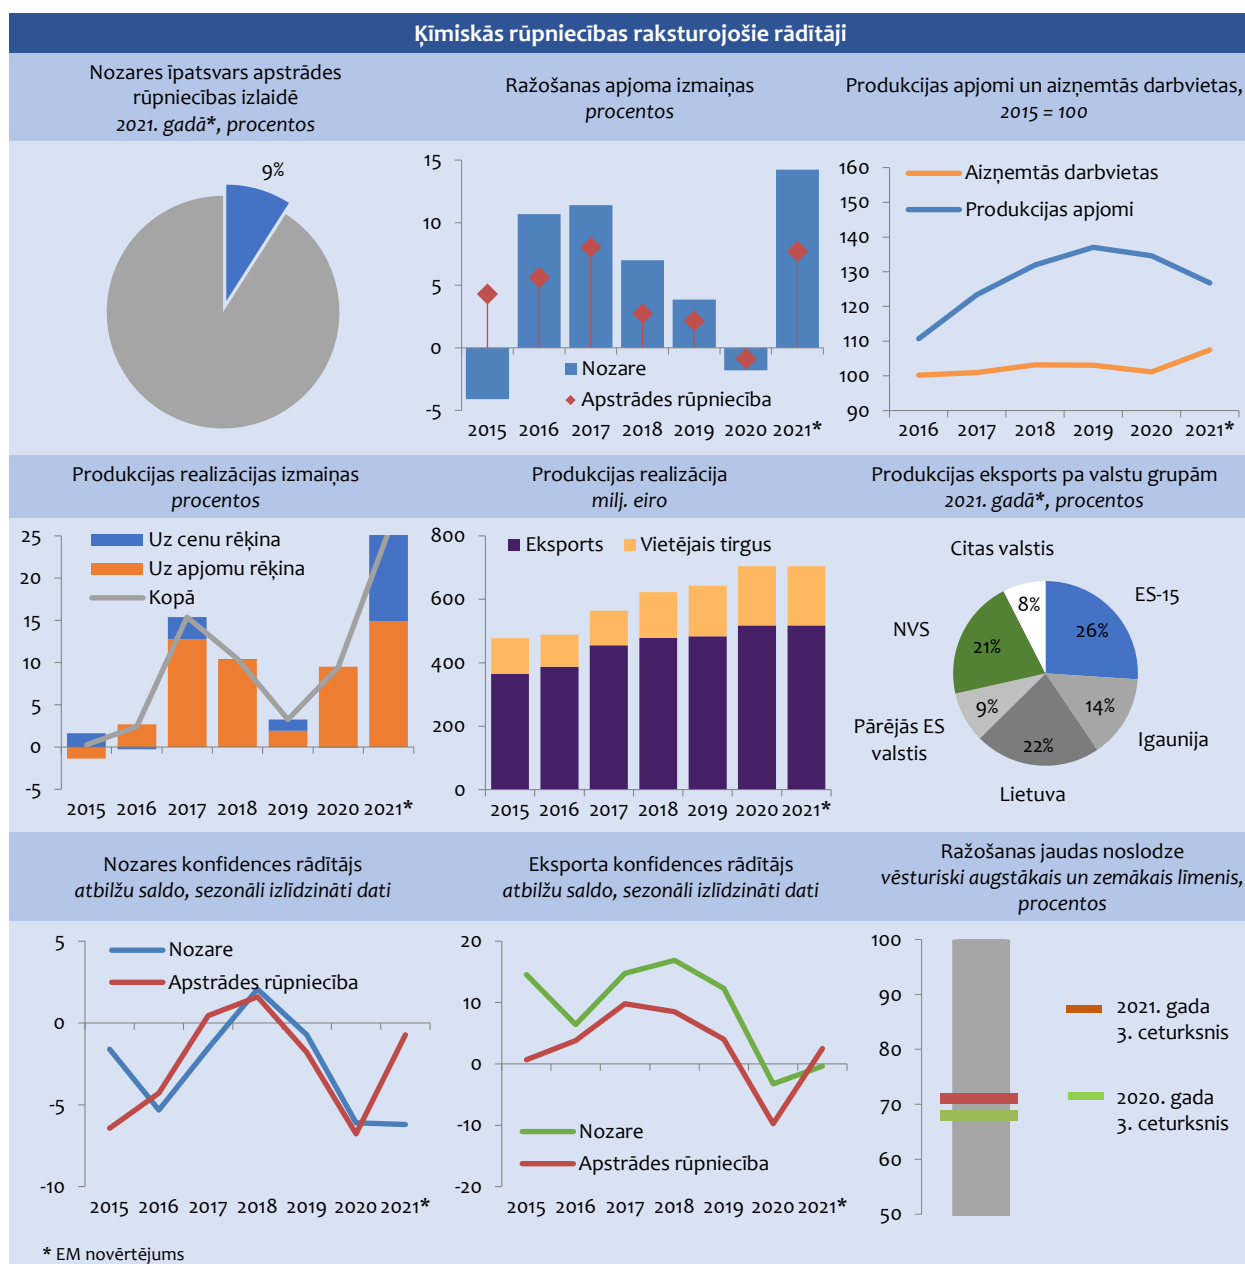 Ķīmiskās rūpniecības raksturojošie rādītāji
Nozares īpatsvars apstrādes
rūpniecības izlaidē
2021. gadā*, procentos
9%
Ražošanas apjoma izmaiņas
procentos
15
10
5
0
-5
Nozare
Apstrādes rūpniecība
2015 2016 2017 2018 2019 2020 2021*
Produkcijas apjomi un aizņemtās darbvietas,
2015 = 100
160
150
140
130
120
110
100
90
Aizņemtās darbvietas
Produkcijas apjomi
2016 2017 2018 2019 2020 2021*
Produkcijas realizācijas izmaiņas
procentos
25
20
15
10
5
0
-5
Uz cenu rēķina
Uz apjomu rēķina
Kopā
2015 2016 2017 2018 2019 2020 2021*
Produkcijas realizācija
milj. eiro
800
600
400
200
0
Eksports Vietējais tirgus
2015 2016 2017 2018 2019 2020 2021*
Produkcijas eksports pa valstu grupām
2021. gadā*, procentos
Citas valstis
8%
ES-15
26%
NVS
21%
14%
Igaunija
9%
Pārējās ES
valstis
22%
Lietuva
Nozares konfidences rādītājs
atbilžu saldo, sezonāli izlīdzināti dati
5
0
-5
-10
Nozare
Apstrādes rūpniecība
2015 2016 2017 2018 2019 2020 2021*
Eksporta konfidences rādītājs
atbilžu saldo, sezonāli izlīdzināti dati
20
10
0
-10
-20
Nozare
Apstrādes rūpniecība
2015 2016 2017 2018 2019 2020 2021*
Ražošanas jaudas noslodze
vēsturiski augstākais un zemākais līmenis,
procentos
100
90
80
70
60
50
2021. gada
3. ceturksnis
2020. gada
3. ceturksnis
* EM novērtējums